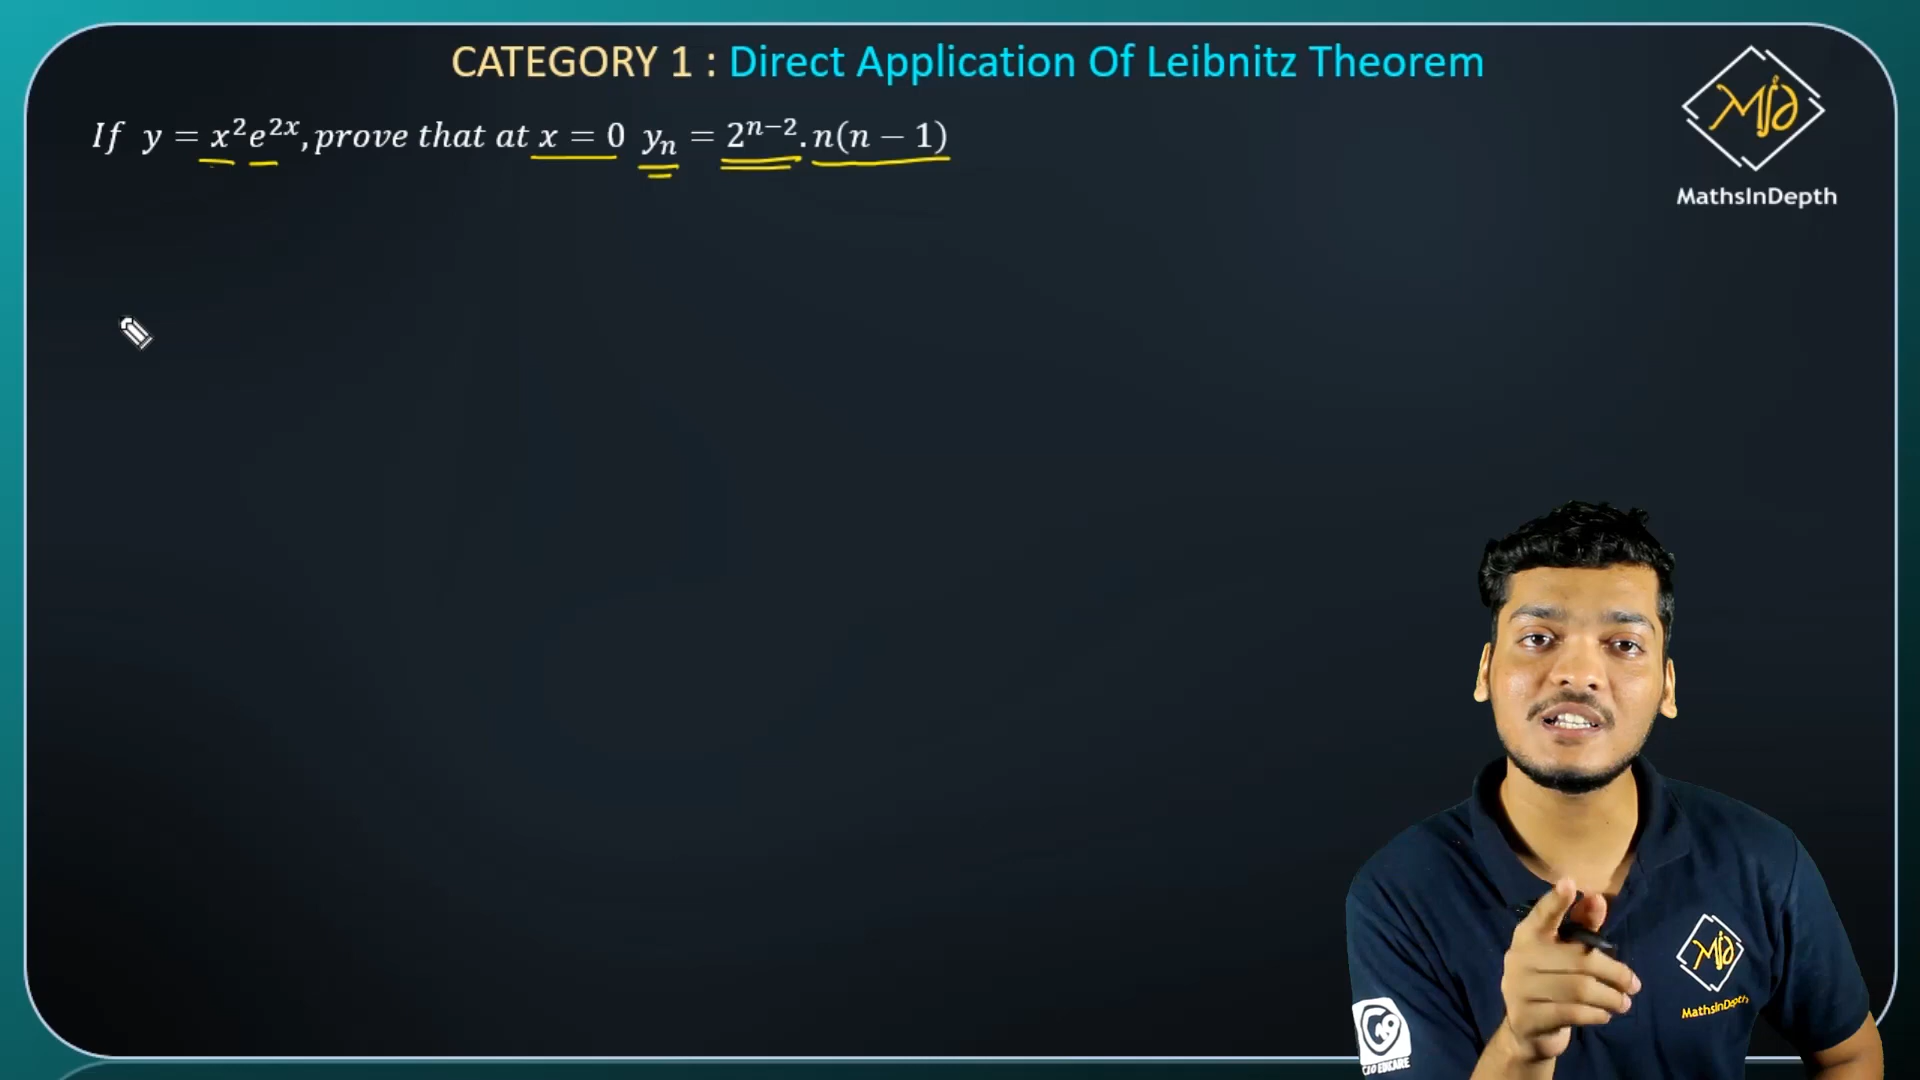 CATEGORY 1 : Direct Application Of Leibnitz Theorem
If y = x²e²ˣ, prove that at x = 0 yₙ = 2ⁿ⁻².n(n − 1)
MathsInDepth
MathsInDepth